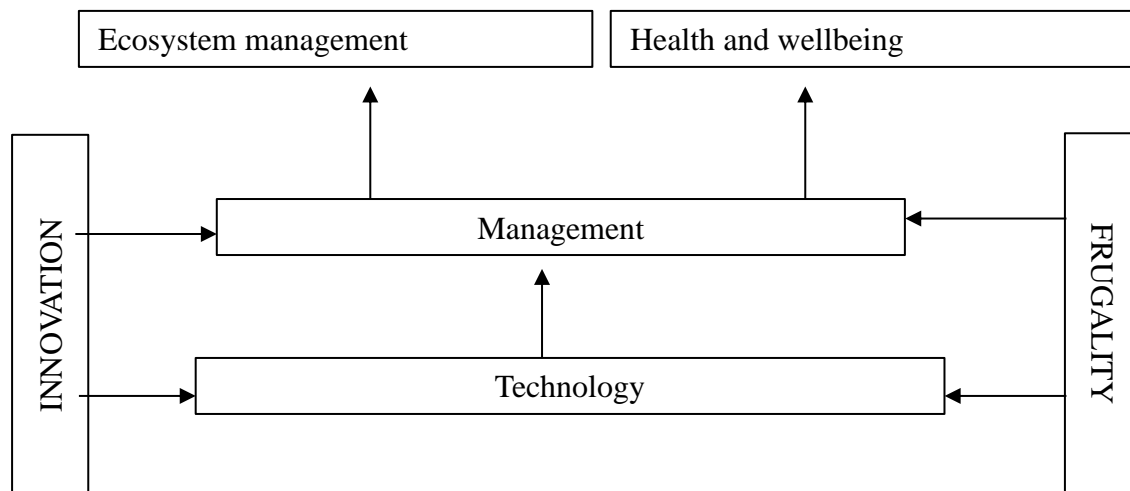 Ecosystem management
Health and wellbeing
INNOVATION
Management
FRUGALITY
Technology